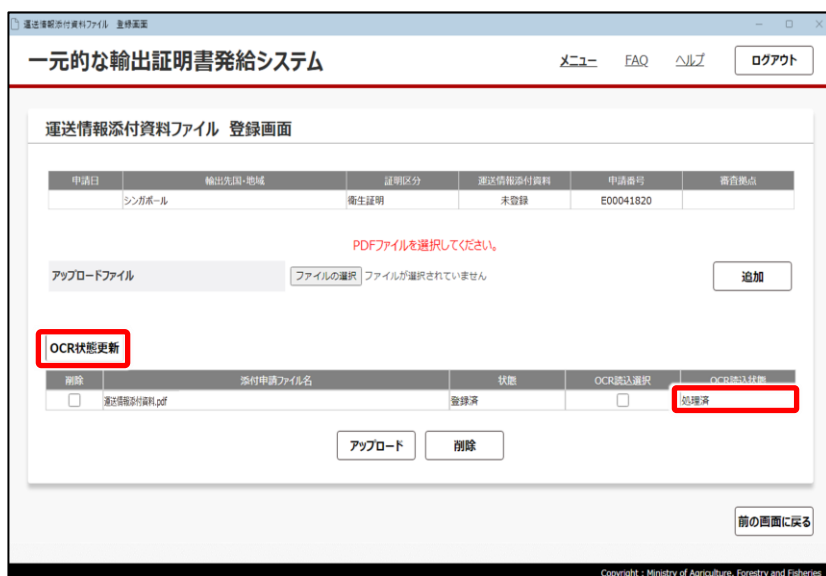 運送情報添付資料ファイル 登録画面
一元的な輸出証明書発給システム メニュー FAQ ヘルプ ログアウト
運送情報添付資料ファイル 登録画面
申請日 輸出先国・地域 証明区分 運送情報添付資料 申請番号 審査拠点
シンガポール 衛生証明 未登録 E00041820
PDFファイルを選択してください。
アップロードファイル ファイルの選択 ファイルが選択されていません 追加
OCR状態更新
削除 添付申請ファイル名 状態 OCR読込選択 OCR読込状態
運送情報添付資料.pdf 登録済 処理済
アップロード 削除
前の画面に戻る
Copyright : Ministry of Agriculture, Forestry and Fisheries